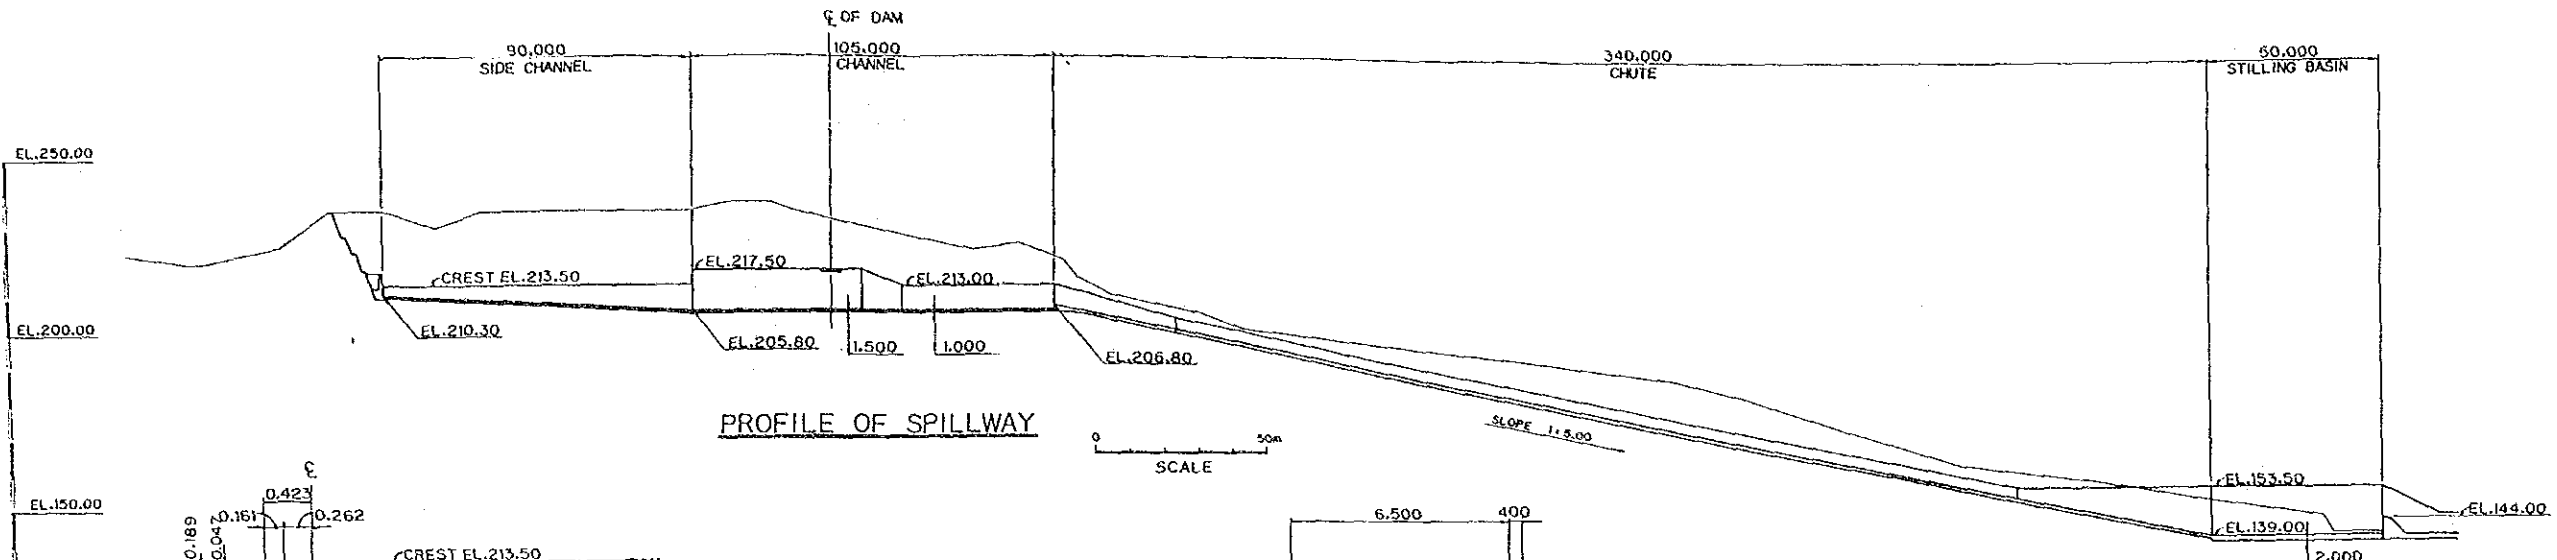 ℄ OF DAM
90.000
SIDE CHANNEL
105.000
CHANNEL
340.000
CHUTE
50.000
STILLING BASIN
EL.250.00
EL.200.00
EL.150.00
CREST EL.213.50
EL.217.50
EL.213.00
EL.210.30
EL.205.80
1.500
1.000
EL.206.80
PROFILE OF SPILLWAY
0
50m
SCALE
SLOPE 1:5.00
EL.153.50
EL.144.00
EL.139.00
2.000
℄
0.423
0.161
0.262
0.189
0.047
CREST EL.213.50
6.500
400